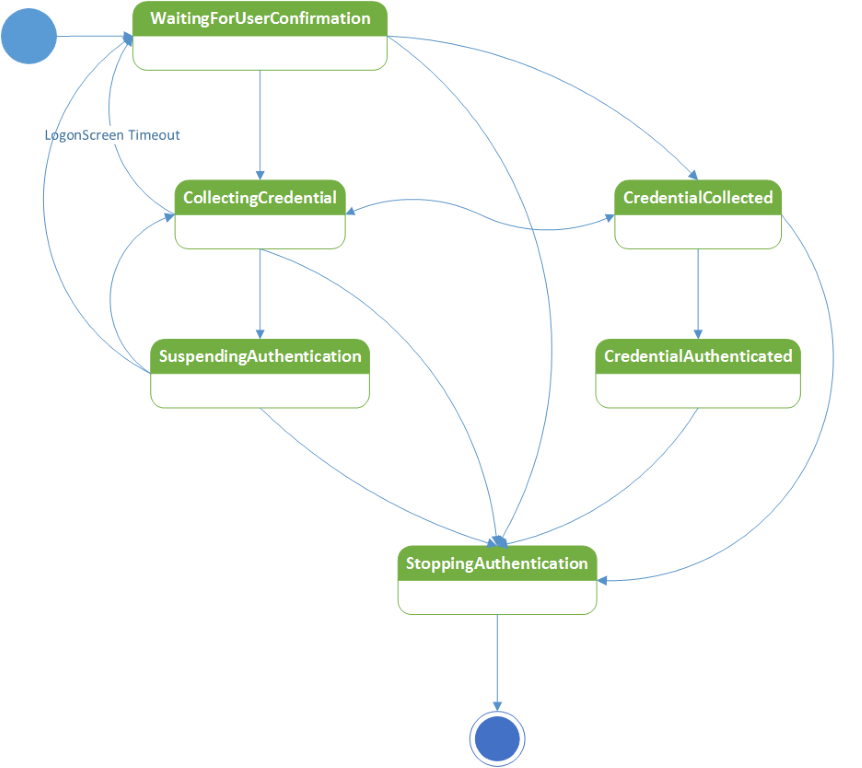 WaitingForUserConfirmation
LogonScreen Timeout
CollectingCredential
CredentialCollected
SuspendingAuthentication
CredentialAuthenticated
StoppingAuthentication